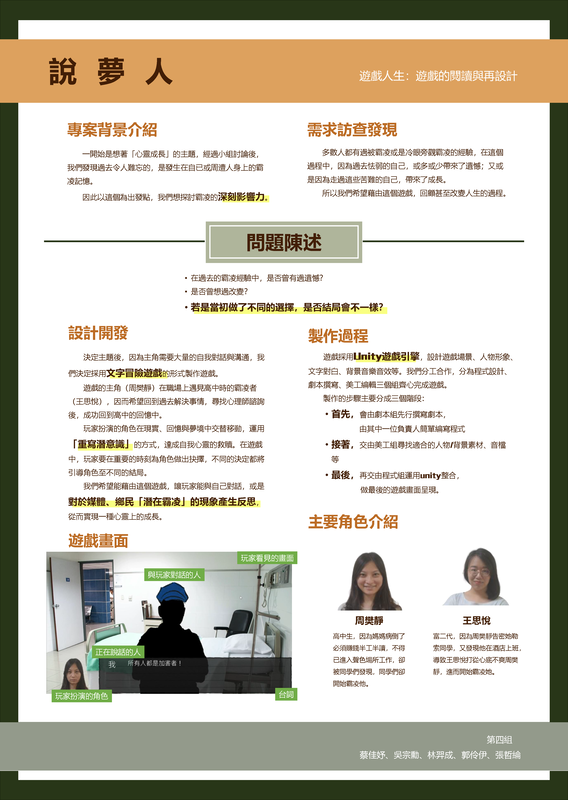 說 夢 人
遊戲人生：遊戲的閱讀與再設計
專案背景介紹
一開始是想著「心靈成長」的主題，經過小組討論後，
我們發現過去令人難忘的，是發生在自己或周遭人身上的霸
凌記憶。
因此以這個為出發點，我們想探討霸凌的深刻影響力。
需求訪查發現
多數人都有過被霸凌或是冷眼旁觀霸凌的經驗，在這個
過程中，因為過去怯弱的自己，或多或少帶來了遺憾；又或
是因為走過這些苦難的自己，帶來了成長。
所以我們希望藉由這個遊戲，回顧甚至改變人生的過程。
問題陳述
• 在過去的霸凌經驗中，是否曾有過遺憾?
• 是否曾想過改變?
• 若是當初做了不同的選擇，是否結局會不一樣?
設計開發
決定主題後，因為主角需要大量的自我對話與溝通，我
們決定採用文字冒險遊戲的形式製作遊戲。
遊戲的主角（周樊靜）在職場上遇見高中時的霸凌者
（王思悅），因而希望回到過去解決事情，尋找心理師諮詢
後，成功回到高中的回憶中。
玩家扮演的角色在現實、回憶與夢境中交替移動，運用
「重寫潛意識」的方式，達成自我心靈的救贖。在遊戲
中，玩家要在重要的時刻為角色做出抉擇，不同的決定都將
引導角色至不同的結局。
我們希望能藉由這個遊戲，讓玩家能與自己對話，或是
對於媒體、鄉民「潛在霸凌」的現象產生反思，
從而實現一種心靈上的成長。
製作過程
遊戲採用Unity遊戲引擎，設計遊戲場景、人物形象、
文字對白、背景音樂音效等。我們分工合作，分為程式設計、
劇本撰寫、美工編輯三個組齊心完成遊戲。
製作的步驟主要分成三個階段：
• 首先，會由劇本組先行撰寫劇本，
由其中一位負責人簡單編寫程式
• 接著，交由美工組尋找適合的人物/背景素材、音檔
等
• 最後，再交由程式組運用unity整合，
做最後的遊戲畫面呈現。
遊戲畫面
玩家看見的畫面
與玩家對話的人
正在說話的人
我
所有人都是加害者！
玩家扮演的角色
台詞
主要角色介紹
周樊靜
高中生，因為媽媽病倒了
必須賺錢半工半讀，不得
已進入聲色場所工作，卻
被同學們發現，同學們卻
開始霸凌他。
王思悅
富二代，因為周樊靜告密她勒
索同學，又發現他在酒店上班，
導致王思悅打從心底不爽周樊
靜，進而開始霸凌她。
第四組
蔡佳妤、吳宗勳、林羿成、郭伶伊、張哲綸